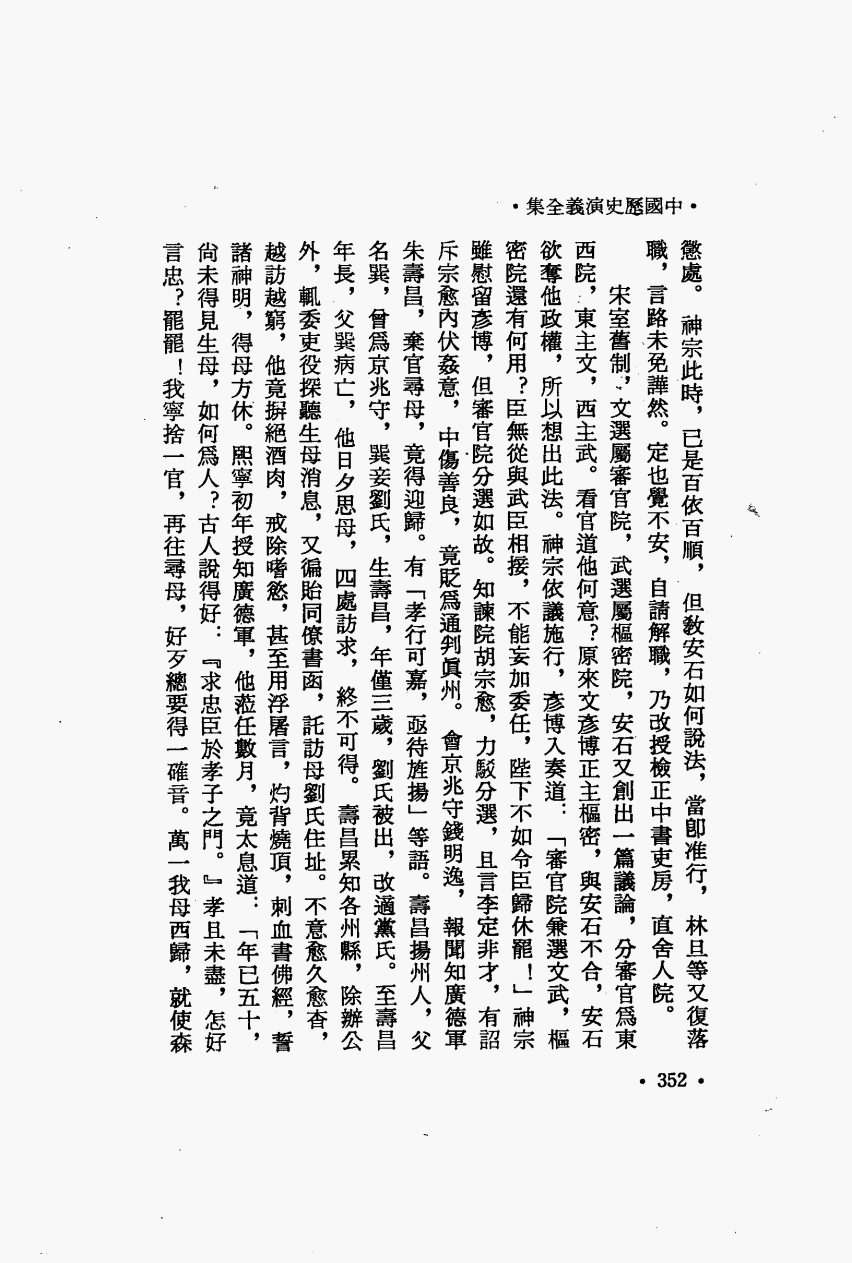 •中國歷史演義全集•
懲處。神宗此時，已是百依百順，但教安石如何說法，當卽准行，林旦等又復落
職，言路未免譁然。定也覺不安，自請解職，乃改授檢正中書吏房，直舍人院。
宋室舊制，文選屬審官院，武選屬樞密院，安石又創出一篇議論，分審官爲東
西院，東主文，西主武。看官道他何意？原來文彥博正主樞密，與安石不合，安石
欲奪他政權，所以想出此法。神宗依議施行，彥博入奏道：「審官院兼選文武，樞
密院還有何用？臣無從與武臣相接，不能妄加委任，陛下不如令臣歸休罷！」神宗
雖慰留彥博，但審官院分選如故。知諫院胡宗愈，力駁分選，且言李定非才，有詔
斥宗愈內伏姦意，中傷善良，竟貶爲通判眞州。會京兆守錢明逸，報聞知廣德軍
朱壽昌，棄官尋母，竟得迎歸。有「孝行可嘉，亟待旌揚」等語。壽昌揚州人，父
名巽，曾爲京兆守，巽妾劉氏，生壽昌，年僅三歲，劉氏被出，改適黨氏。至壽昌
年長，父巽病亡，他日夕思母，四處訪求，終不可得。壽昌累知各州縣，除辦公
外，輒委吏役探聽生母消息，又徧貽同僚書函，託訪母劉氏住址。不意愈久愈杳，
越訪越窮，他竟摒絕酒肉，戒除嗜慾，甚至用浮屠言，灼背燒頂，刺血書佛經，誓
諸神明，得母方休。熙寧初年授知廣德軍，他蒞任數月，竟太息道：「年已五十，
尙未得見生母，如何爲人？古人說得好：『求忠臣於孝子之門。』孝且未盡，怎好
言忠？罷罷！我寧捨一官，再往尋母，好歹總要得一確音。萬一我母西歸，就使森
•352•